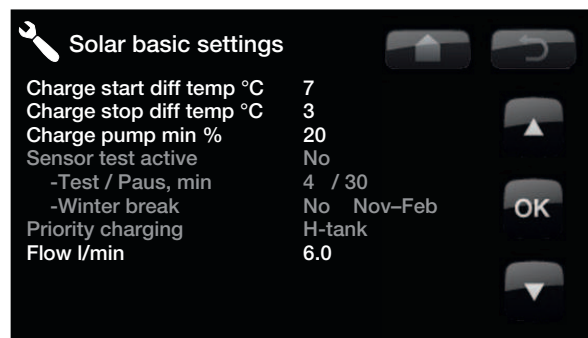 Solar basic settings
Charge start diff temp °C 7
Charge stop diff temp °C 3
Charge pump min % 20
Sensor test active No
-Test / Paus, min 4 / 30
-Winter break No Nov–Feb
Priority charging H-tank
Flow l/min 6.0
OK